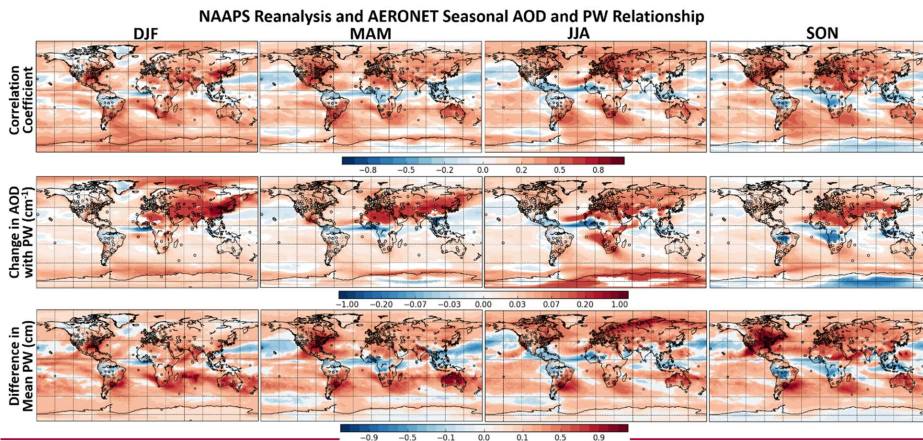 NAAPS Reanalysis and AERONET Seasonal AOD and PW Relationship
DJF MAM JJA SON
Correlation
Coefficient
−0.8 −0.5 −0.2 0.0 0.2 0.5 0.8
Change in AOD
with PW (cm⁻¹)
−1.00 −0.20 −0.07 −0.03 0.00 0.03 0.07 0.20 1.00
Difference in
Mean PW (cm)
−0.9 −0.5 −0.1 0.0 0.1 0.5 0.9